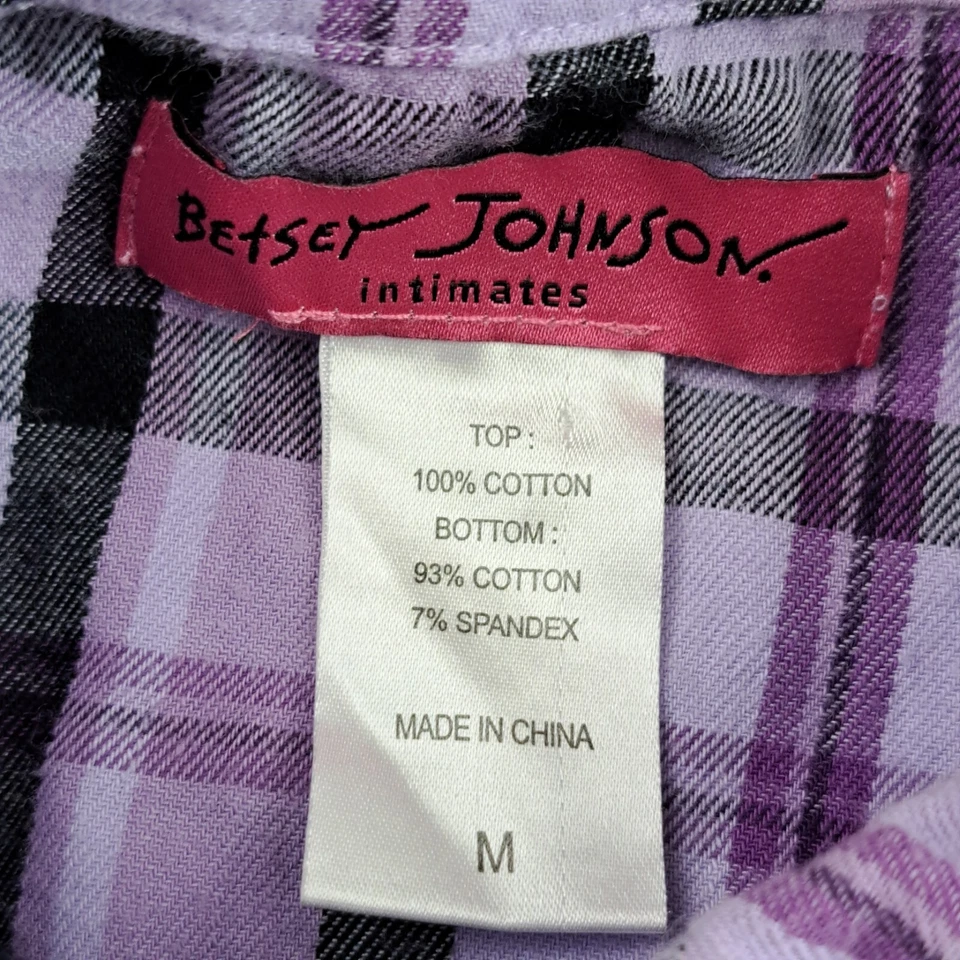 BETSEY JOHNSON.
intimates
TOP :
100% COTTON
BOTTOM :
93% COTTON
7% SPANDEX
MADE IN CHINA
M